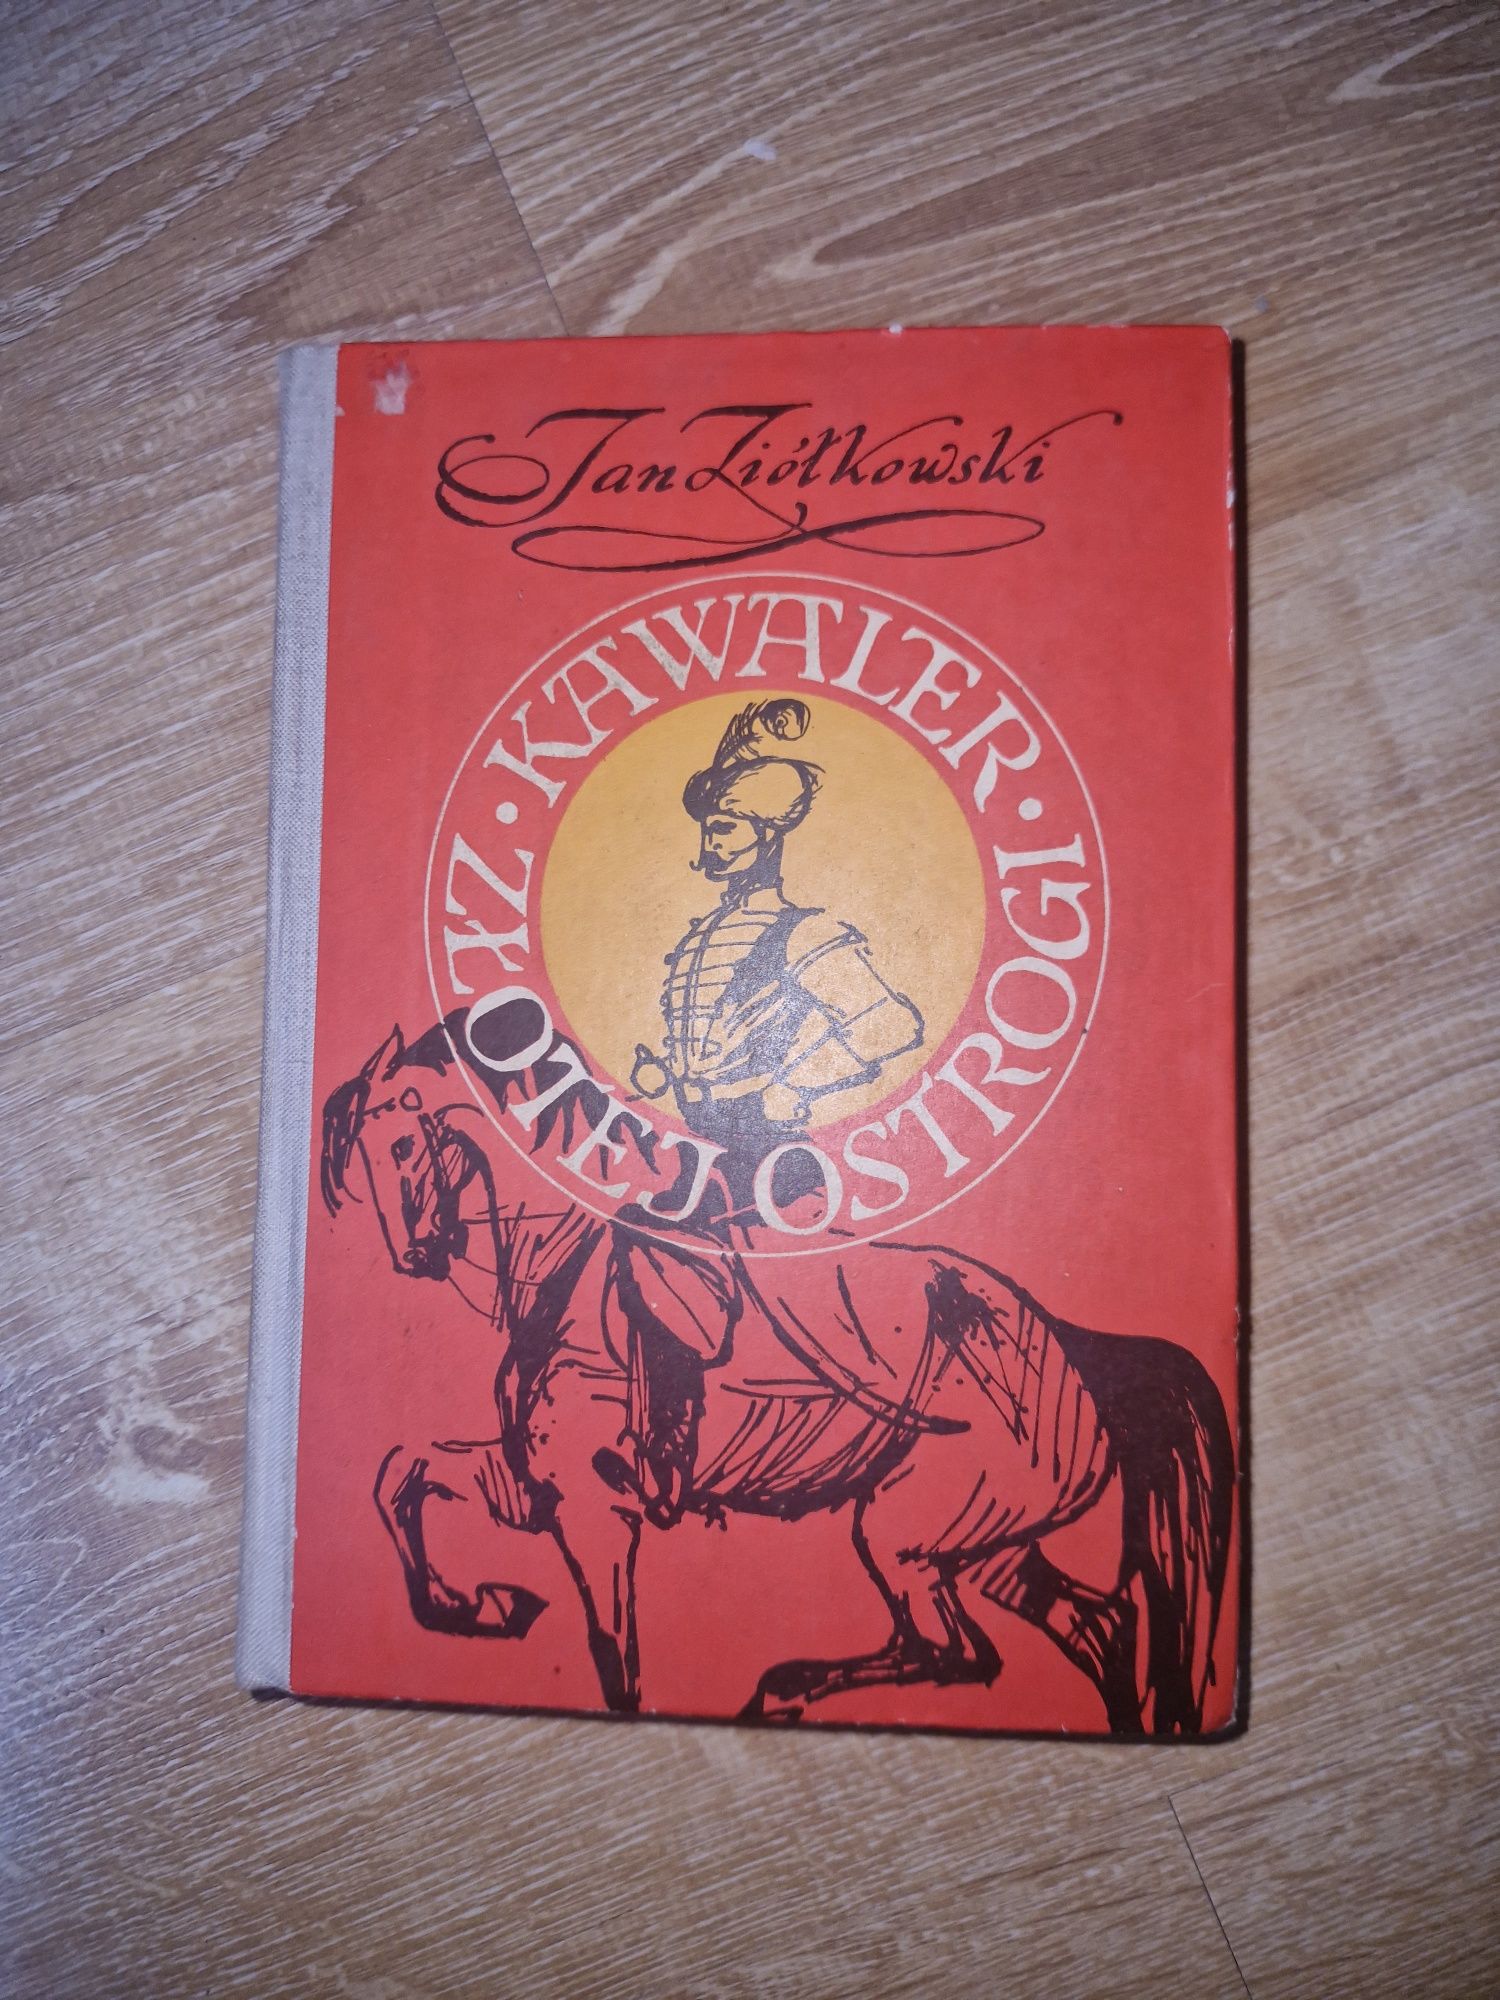 Jan Ziółkowski
KAWALER
ZŁOTEJ OSTROGI